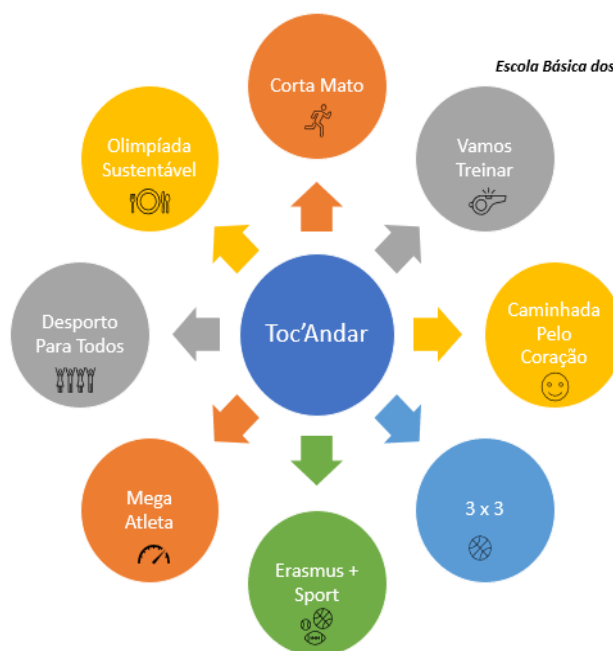 Escola Básica dos
Corta Mato
Olimpíada
Sustentável
Vamos
Treinar
Desporto
Para Todos
Toc'Andar
Caminhada
Pelo
Coração
Mega
Atleta
3 x 3
Erasmus +
Sport